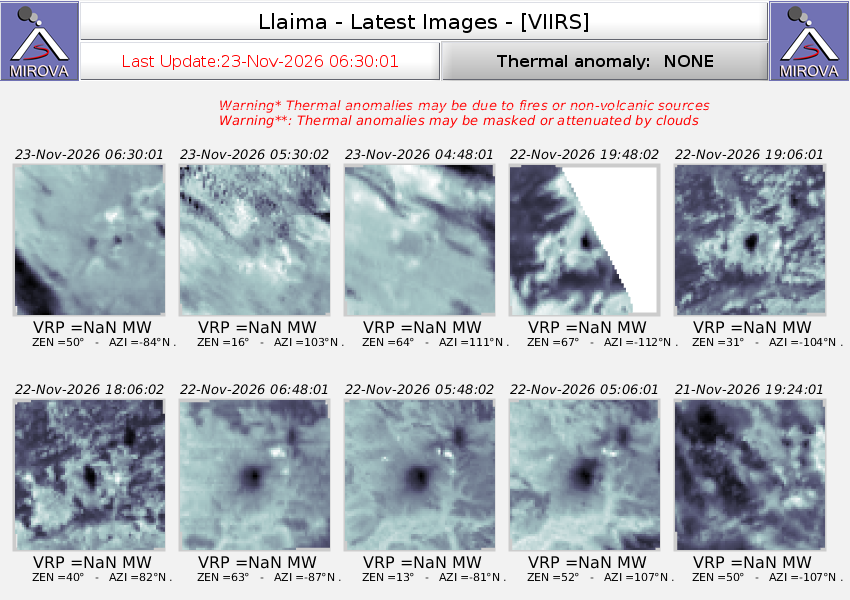 MIROVA
Llaima - Latest Images - [VIIRS]
MIROVA
Last Update:23-Nov-2026 06:30:01
Thermal anomaly: NONE
Warning* Thermal anomalies may be due to fires or non-volcanic sources
Warning**: Thermal anomalies may be masked or attenuated by clouds
23-Nov-2026 06:30:01 23-Nov-2026 05:30:02 23-Nov-2026 04:48:01 22-Nov-2026 19:48:02 22-Nov-2026 19:06:01
VRP =NaN MW VRP =NaN MW VRP =NaN MW VRP =NaN MW VRP =NaN MW
ZEN =50° - AZI =-84°N . ZEN =16° - AZI =103°N . ZEN =64° - AZI =111°N . ZEN =67° - AZI =-112°N . ZEN =31° - AZI =-104°N .
22-Nov-2026 18:06:02 22-Nov-2026 06:48:01 22-Nov-2026 05:48:02 22-Nov-2026 05:06:01 21-Nov-2026 19:24:01
VRP =NaN MW VRP =NaN MW VRP =NaN MW VRP =NaN MW VRP =NaN MW
ZEN =40° - AZI =82°N . ZEN =63° - AZI =-87°N . ZEN =13° - AZI =-81°N . ZEN =52° - AZI =107°N . ZEN =50° - AZI =-107°N .